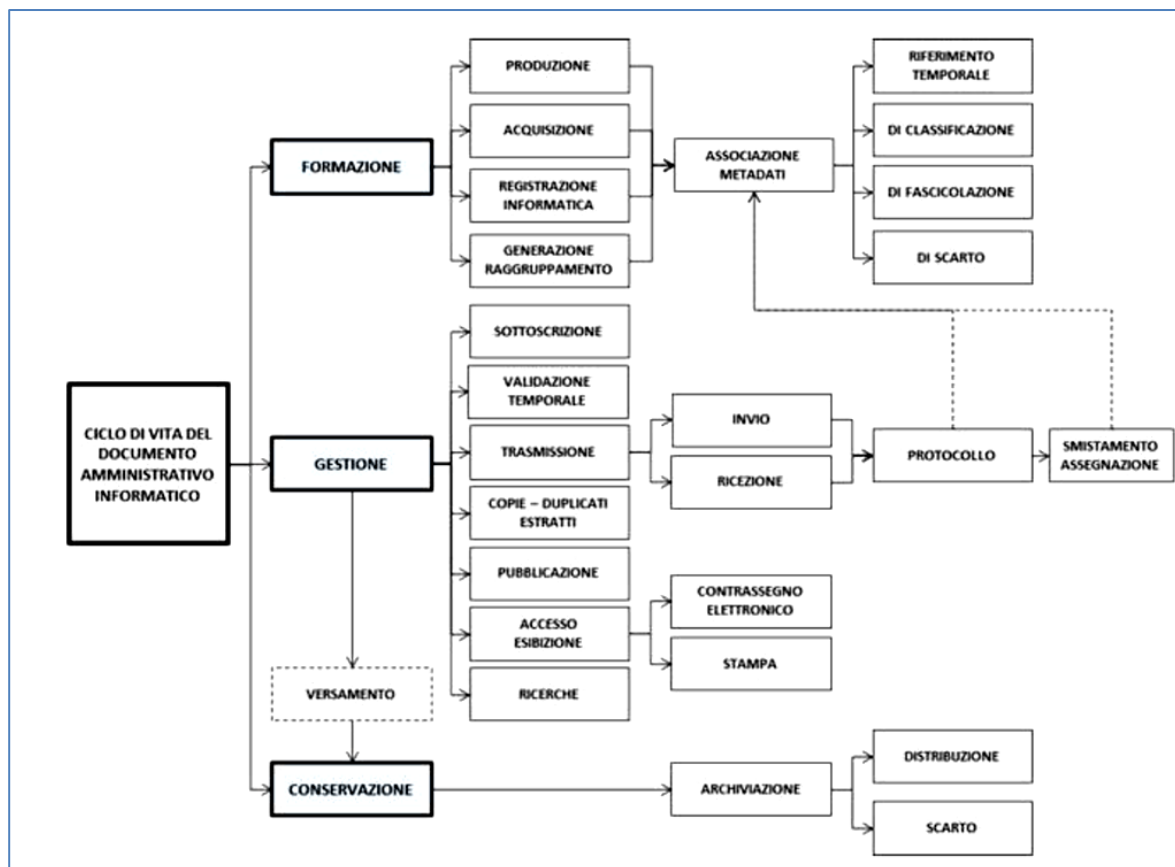 PRODUZIONE
ACQUISIZIONE
REGISTRAZIONE
INFORMATICA
GENERAZIONE
RAGGRUPPAMENTO
FORMAZIONE
ASSOCIAZIONE
METADATI
RIFERIMENTO
TEMPORALE
DI CLASSIFICAZIONE
DI FASCICOLAZIONE
DI SCARTO
CICLO DI VITA DEL
DOCUMENTO
AMMINISTRATIVO
INFORMATICO
GESTIONE
SOTTOSCRIZIONE
VALIDAZIONE
TEMPORALE
TRASMISSIONE
COPIE – DUPLICATI
ESTRATTI
PUBBLICAZIONE
ACCESSO
ESIBIZIONE
RICERCHE
INVIO
RICEZIONE
PROTOCOLLO
SMISTAMENTO
ASSEGNAZIONE
CONTRASSEGNO
ELETTRONICO
STAMPA
VERSAMENTO
CONSERVAZIONE
ARCHIVIAZIONE
DISTRIBUZIONE
SCARTO